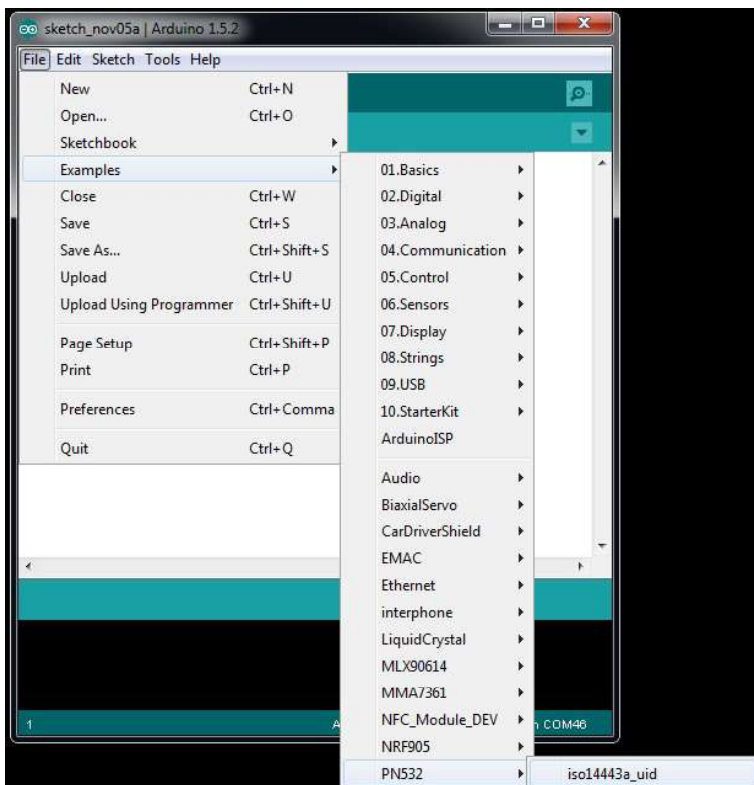 sketch_nov05a | Arduino 1.5.2
File Edit Sketch Tools Help
New Ctrl+N
Open... Ctrl+O
Sketchbook
Examples
Close Ctrl+W
Save Ctrl+S
Save As... Ctrl+Shift+S
Upload Ctrl+U
Upload Using Programmer Ctrl+Shift+U
Page Setup Ctrl+Shift+P
Print Ctrl+P
Preferences Ctrl+Comma
Quit Ctrl+Q
01.Basics
02.Digital
03.Analog
04.Communication
05.Control
06.Sensors
07.Display
08.Strings
09.USB
10.StarterKit
ArduinoISP
Audio
BiaxialServo
CarDriverShield
EMAC
Ethernet
interphone
LiquidCrystal
MLX90614
MMA7361
NFC_Module_DEV
NRF905
PN532
iso14443a_uid
1 COM46